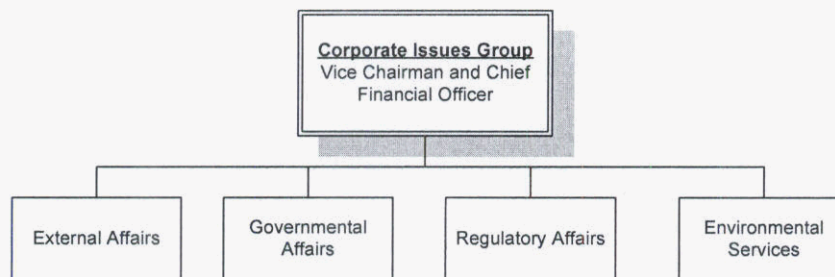 Corporate Issues Group
Vice Chairman and Chief
Financial Officer
External Affairs
Governmental
Affairs
Regulatory Affairs
Environmental
Services